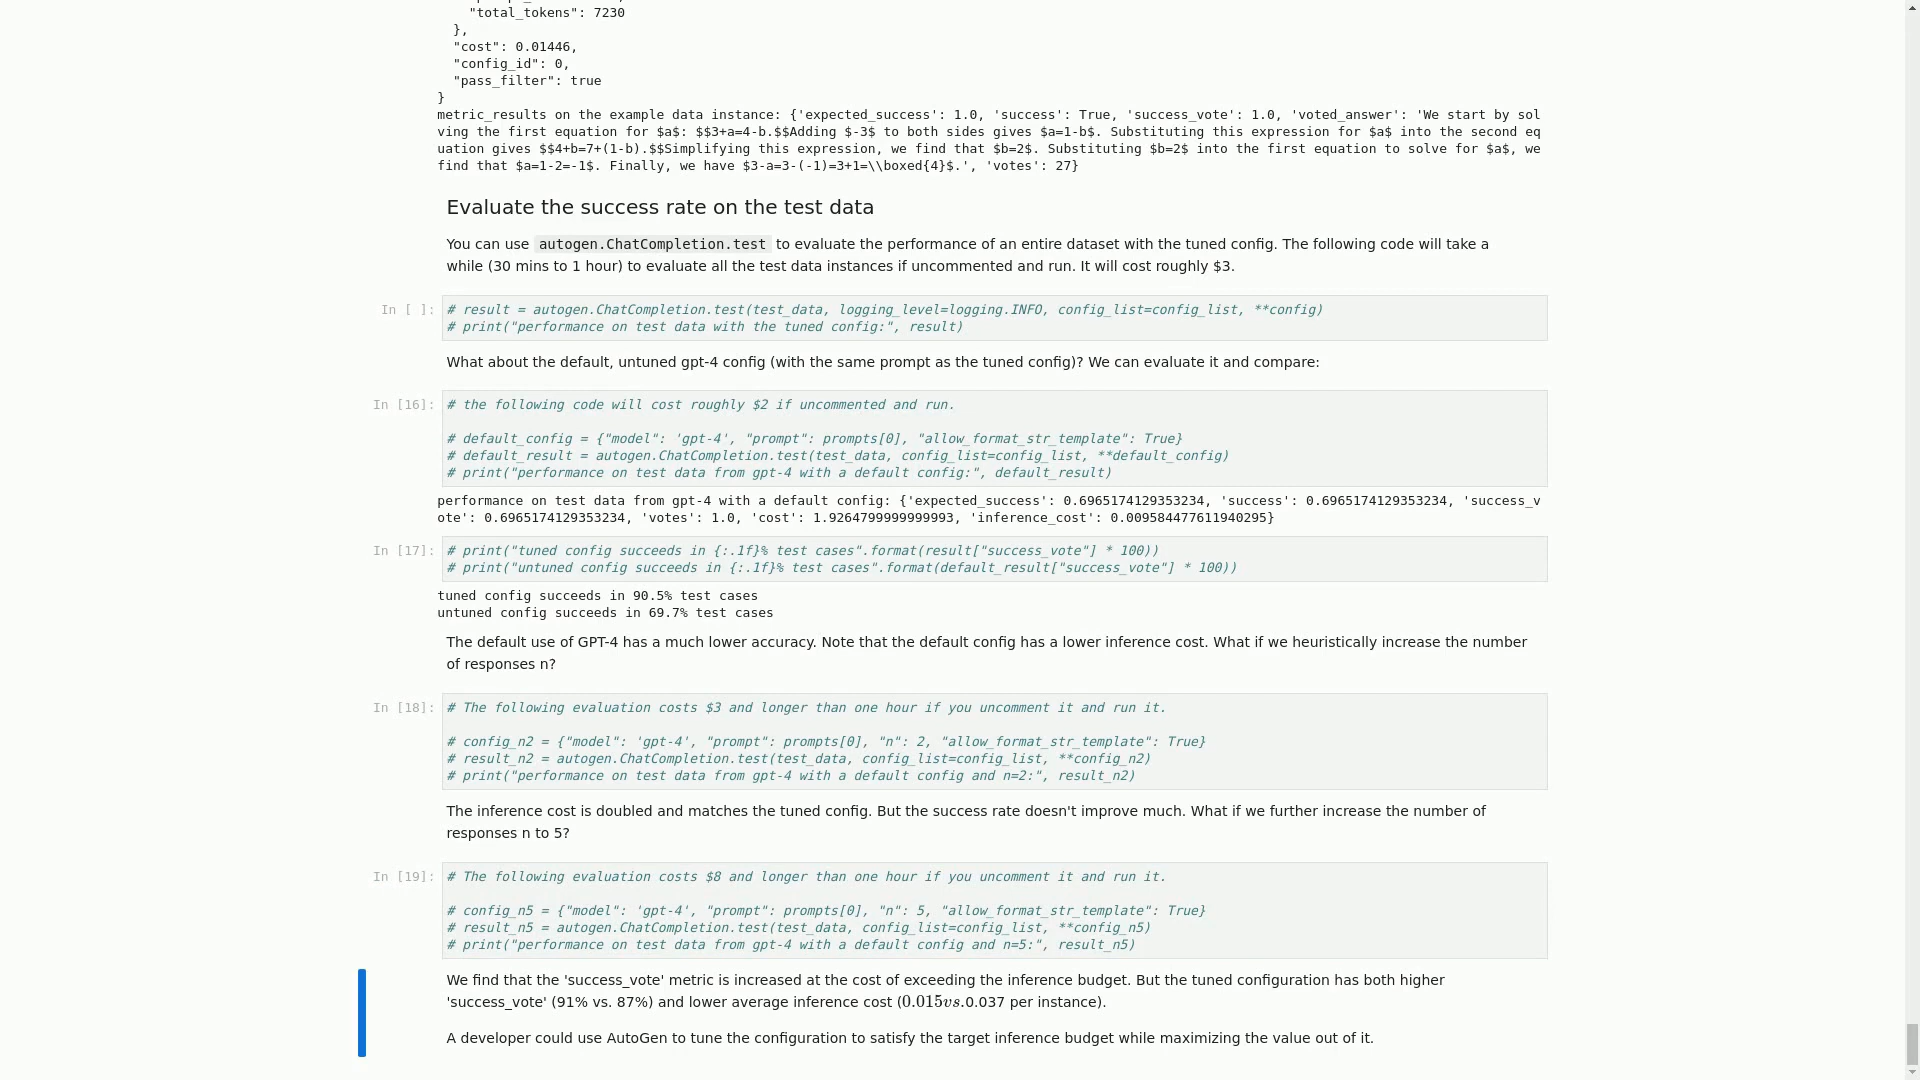 "total_tokens": 7230
},
"cost": 0.01446,
"config_id": 0,
"pass_filter": true
}
metric_results on the example data instance: {'expected_success': 1.0, 'success': True, 'success_vote': 1.0, 'voted_answer': 'We start by sol
ving the first equation for $a$: $$3+a=4-b.$$Adding $-3$ to both sides gives $a=1-b$. Substituting this expression for $a$ into the second eq
uation gives $$4+b=7+(1-b).$$Simplifying this expression, we find that $b=2$. Substituting $b=2$ into the first equation to solve for $a$, we
find that $a=1-2=-1$. Finally, we have $3-a=3-(-1)=3+1=\\boxed{4}$.', 'votes': 27}
Evaluate the success rate on the test data
You can use autogen.ChatCompletion.test to evaluate the performance of an entire dataset with the tuned config. The following code will take a
while (30 mins to 1 hour) to evaluate all the test data instances if uncommented and run. It will cost roughly $3.
In [ ]: # result = autogen.ChatCompletion.test(test_data, logging_level=logging.INFO, config_list=config_list, **config)
# print("performance on test data with the tuned config:", result)
What about the default, untuned gpt-4 config (with the same prompt as the tuned config)? We can evaluate it and compare:
In [16]: # the following code will cost roughly $2 if uncommented and run.
# default_config = {"model": 'gpt-4', "prompt": prompts[0], "allow_format_str_template": True}
# default_result = autogen.ChatCompletion.test(test_data, config_list=config_list, **default_config)
# print("performance on test data from gpt-4 with a default config:", default_result)
performance on test data from gpt-4 with a default config: {'expected_success': 0.6965174129353234, 'success': 0.6965174129353234, 'success_v
ote': 0.6965174129353234, 'votes': 1.0, 'cost': 1.9264799999999993, 'inference_cost': 0.009584477611940295}
In [17]: # print("tuned config succeeds in {:.1f}% test cases".format(result["success_vote"] * 100))
# print("untuned config succeeds in {:.1f}% test cases".format(default_result["success_vote"] * 100))
tuned config succeeds in 90.5% test cases
untuned config succeeds in 69.7% test cases
The default use of GPT-4 has a much lower accuracy. Note that the default config has a lower inference cost. What if we heuristically increase the number
of responses n?
In [18]: # The following evaluation costs $3 and longer than one hour if you uncomment it and run it.
# config_n2 = {"model": 'gpt-4', "prompt": prompts[0], "n": 2, "allow_format_str_template": True}
# result_n2 = autogen.ChatCompletion.test(test_data, config_list=config_list, **config_n2)
# print("performance on test data from gpt-4 with a default config and n=2:", result_n2)
The inference cost is doubled and matches the tuned config. But the success rate doesn't improve much. What if we further increase the number of
responses n to 5?
In [19]: # The following evaluation costs $8 and longer than one hour if you uncomment it and run it.
# config_n5 = {"model": 'gpt-4', "prompt": prompts[0], "n": 5, "allow_format_str_template": True}
# result_n5 = autogen.ChatCompletion.test(test_data, config_list=config_list, **config_n5)
# print("performance on test data from gpt-4 with a default config and n=5:", result_n5)
We find that the 'success_vote' metric is increased at the cost of exceeding the inference budget. But the tuned configuration has both higher
'success_vote' (91% vs. 87%) and lower average inference cost (0.015vs.0.037 per instance).
A developer could use AutoGen to tune the configuration to satisfy the target inference budget while maximizing the value out of it.